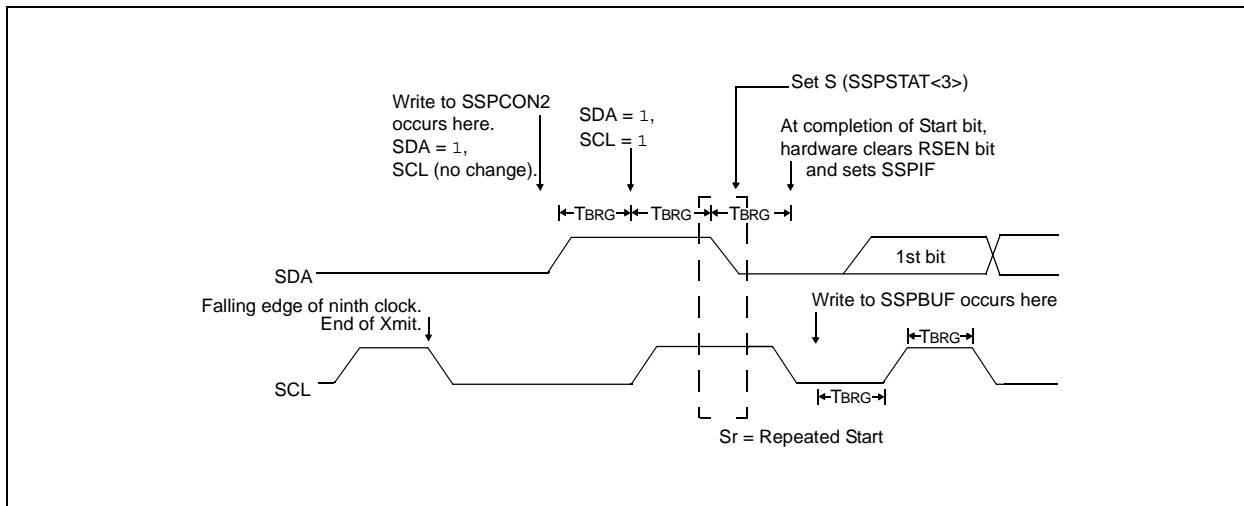 Set S (SSPSTAT<3>)
Write to SSPCON2
occurs here.
SDA = 1,
SCL (no change).
SDA = 1,
SCL = 1
At completion of Start bit,
hardware clears RSEN bit
and sets SSPIF
TBRG
TBRG
TBRG
SDA
1st bit
Falling edge of ninth clock.
End of Xmit.
Write to SSPBUF occurs here
TBRG
SCL
TBRG
Sr = Repeated Start